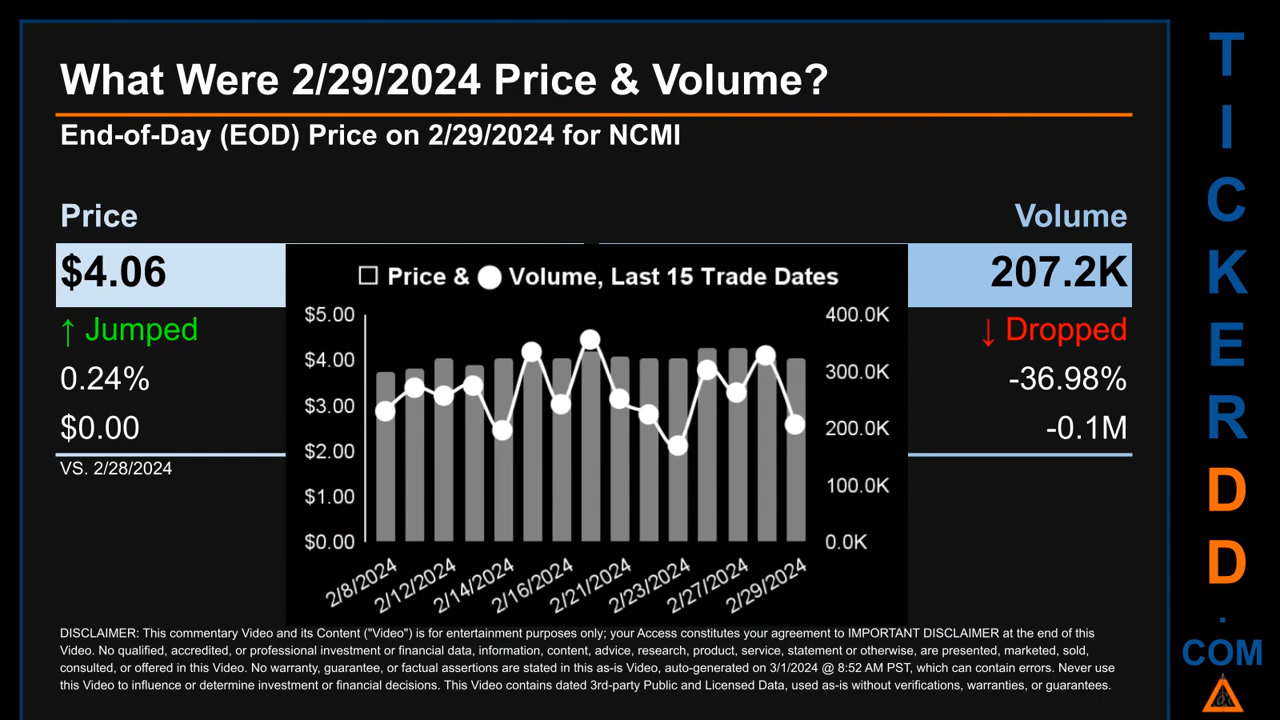 What Were 2/29/2024 Price & Volume?
End-of-Day (EOD) Price on 2/29/2024 for NCMI
Price
Volume
$4.06
207.2K
↑ Jumped
↓ Dropped
0.24%
-36.98%
$0.00
-0.1M
VS. 2/28/2024
Price & Volume, Last 15 Trade Dates
$5.00
$4.00
$3.00
$2.00
$1.00
$0.00
400.0K
300.0K
200.0K
100.0K
0.0K
2/8/2024
2/12/2024
2/14/2024
2/16/2024
2/21/2024
2/23/2024
2/27/2024
2/29/2024
DISCLAIMER: This commentary Video and its Content ("Video") is for entertainment purposes only; your Access constitutes your agreement to IMPORTANT DISCLAIMER at the end of this
Video. No qualified, accredited, or professional investment or financial data, information, content, advice, research, product, service, statement or otherwise, are presented, marketed, sold,
consulted, or offered in this Video. No warranty, guarantee, or factual assertions are stated in this as-is Video, auto-generated on 3/1/2024 @ 8:52 AM PST, which can contain errors. Never use
this Video to influence or determine investment or financial decisions. This Video contains dated 3rd-party Public and Licensed Data, used as-is without verifications, warranties, or guarantees.
T
I
C
K
E
R
D
D
.
COM